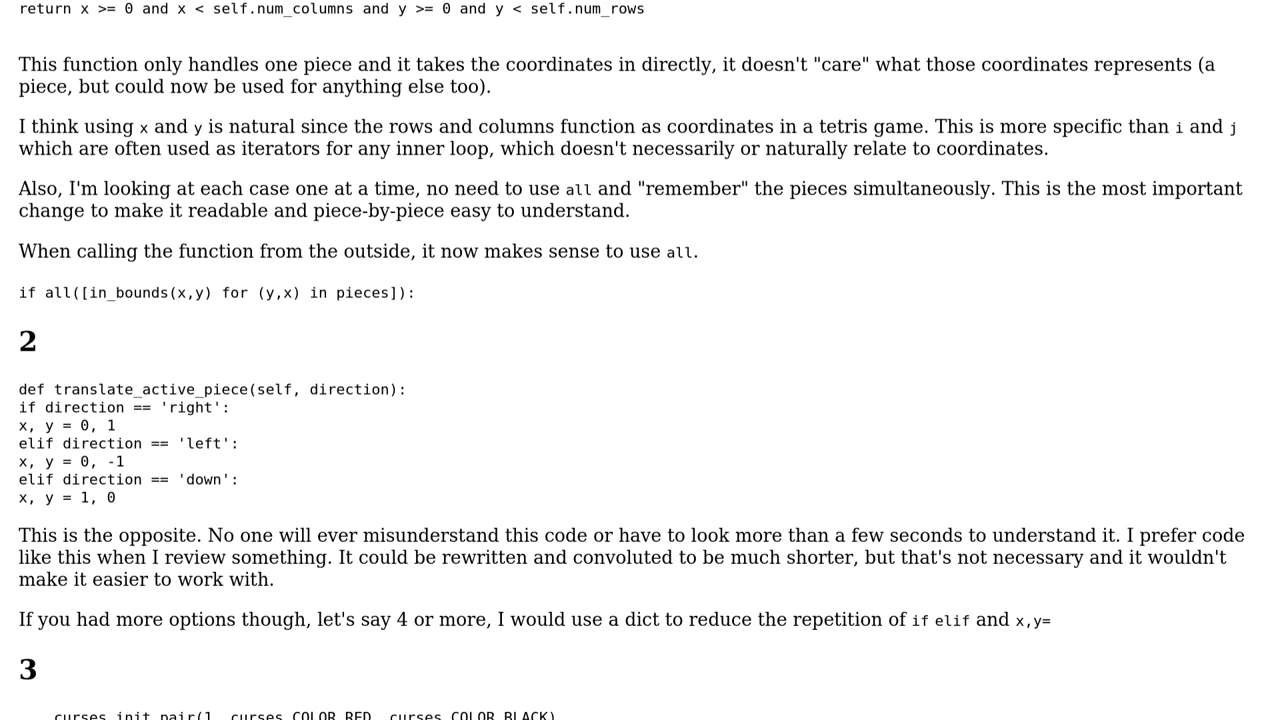 return x >= 0 and x < self.num_columns and y >= 0 and y < self.num_rows
This function only handles one piece and it takes the coordinates in directly, it doesn't "care" what those coordinates represents (a
piece, but could now be used for anything else too).
I think using x and y is natural since the rows and columns function as coordinates in a tetris game. This is more specific than i and j
which are often used as iterators for any inner loop, which doesn't necessarily or naturally relate to coordinates.
Also, I'm looking at each case one at a time, no need to use all and "remember" the pieces simultaneously. This is the most important
change to make it readable and piece-by-piece easy to understand.
When calling the function from the outside, it now makes sense to use all.
if all([in_bounds(x,y) for (y,x) in pieces]):
2
def translate_active_piece(self, direction):
if direction == 'right':
x, y = 0, 1
elif direction == 'left':
x, y = 0, -1
elif direction == 'down':
x, y = 1, 0
This is the opposite. No one will ever misunderstand this code or have to look more than a few seconds to understand it. I prefer code
like this when I review something. It could be rewritten and convoluted to be much shorter, but that's not necessary and it wouldn't
make it easier to work with.
If you had more options though, let's say 4 or more, I would use a dict to reduce the repetition of if elif and x,y=
3
curses.init_pair(1, curses.COLOR_RED, curses.COLOR_BLACK)